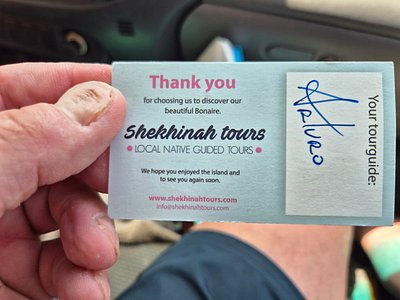 Thank you
for choosing us to discover our
beautiful Bonaire.
Shekhinah tours
LOCAL NATIVE GUIDED TOURS
We hope you enjoyed the island and
to see you again soon.
www.shekhinahtours.com
info@shekhinahtours.com
Your tourguide:
ARTURO